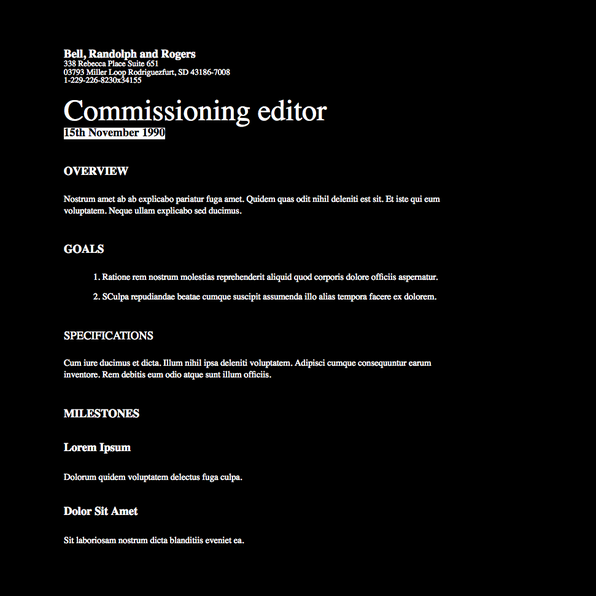 Bell, Randolph and Rogers
338 Rebecca Place Suite 651
03793 Miller Loop Rodriguezfurt, SD 43186-7008
1-229-226-8230x34155
Commissioning editor
15th November 1990
OVERVIEW
Nostrum amet ab ab explicabo pariatur fuga amet. Quidem quas odit nihil deleniti est sit. Et iste qui eum
voluptatem. Neque ullam explicabo sed ducimus.
GOALS
1. Ratione rem nostrum molestias reprehenderit aliquid quod corporis dolore officiis aspernatur.
2. SCulpa repudiandae beatae cumque suscipit assumenda illo alias tempora facere ex dolorem.
SPECIFICATIONS
Cum iure ducimus et dicta. Illum nihil ipsa deleniti voluptatem. Adipisci cumque consequuntur earum
inventore. Rem debitis eum odio atque sunt illum officiis.
MILESTONES
Lorem Ipsum
Dolorum quidem voluptatem delectus fuga culpa.
Dolor Sit Amet
Sit laboriosam nostrum dicta blanditiis eveniet ea.